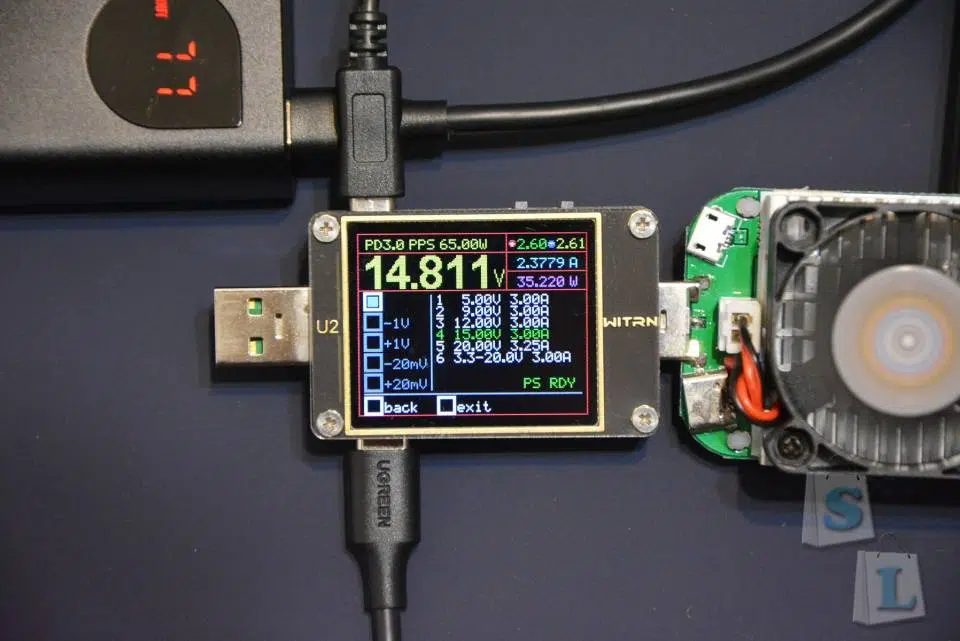 PD3.0 PPS 65.00W
2.60 2.61
14.811V
2.3779 A
35.220 W
1 5.00V 3.00A
2 9.00V 3.00A
3 12.00V 3.00A
4 15.00V 3.00A
5 20.00V 3.25A
6 3.3-20.0V 3.00A
-1V
+1V
-20mV
+20mV
PS RDY
back exit
U2
WITRN
UGREEN
S
L